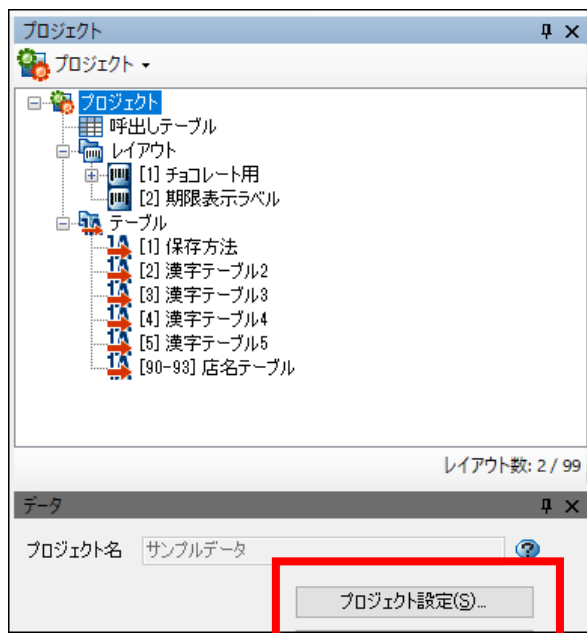 プロジェクト
プロジェクト
プロジェクト
呼出しテーブル
レイアウト
[1] チョコレート用
[2] 期限表示ラベル
テーブル
[1] 保存方法
[2] 漢字テーブル2
[3] 漢字テーブル3
[4] 漢字テーブル4
[5] 漢字テーブル5
[90-93] 店名テーブル
レイアウト数: 2 / 99
データ
プロジェクト名 サンプルデータ
プロジェクト設定(S)...